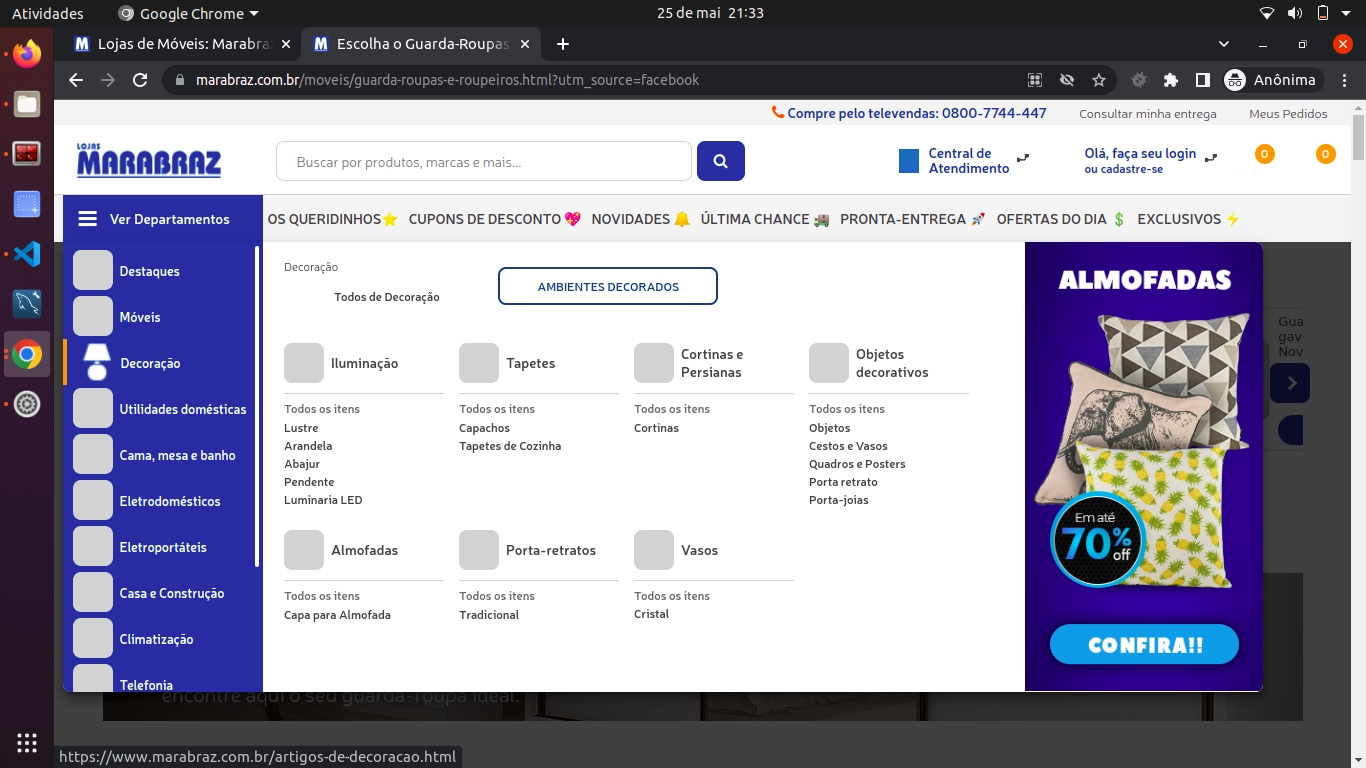 Atividades
Google Chrome
25 de mai 21:33
Lojas de Móveis: Marabra
Escolha o Guarda-Roupas
marabraz.com.br/moveis/guarda-roupas-e-roupeiros.html?utm_source=facebook
Anônima
Compre pelo televendas: 0800-7744-447
Consultar minha entrega
Meus Pedidos
LOJAS
MARABRAZ
Buscar por produtos, marcas e mais...
Central de
Atendimento
Olá, faça seu login
ou cadastre-se
0
0
Ver Departamentos
OS QUERIDINHOS⭐
CUPONS DE DESCONTO 💖
NOVIDADES 🔔
ÚLTIMA CHANCE 🚚
PRONTA-ENTREGA 🚀
OFERTAS DO DIA 💲
EXCLUSIVOS ⚡
Destaques
Móveis
Decoração
Utilidades domésticas
Cama, mesa e banho
Eletrodomésticos
Eletroportáteis
Casa e Construção
Climatização
Telefonia
Decoração
Todos de Decoração
AMBIENTES DECORADOS
Iluminação
Todos os itens
Lustre
Arandela
Abajur
Pendente
Luminaria LED
Tapetes
Todos os itens
Capachos
Tapetes de Cozinha
Cortinas e
Persianas
Todos os itens
Cortinas
Objetos
decorativos
Todos os itens
Objetos
Cestos e Vasos
Quadros e Posters
Porta retrato
Porta-joias
Almofadas
Todos os itens
Capa para Almofada
Porta-retratos
Todos os itens
Tradicional
Vasos
Todos os itens
Cristal
ALMOFADAS
Em até
70%
off
CONFIRA!!
Gua
gav
Nov
encontre aqui o seu guarda-roupa ideal.
https://www.marabraz.com.br/artigos-de-decoracao.html